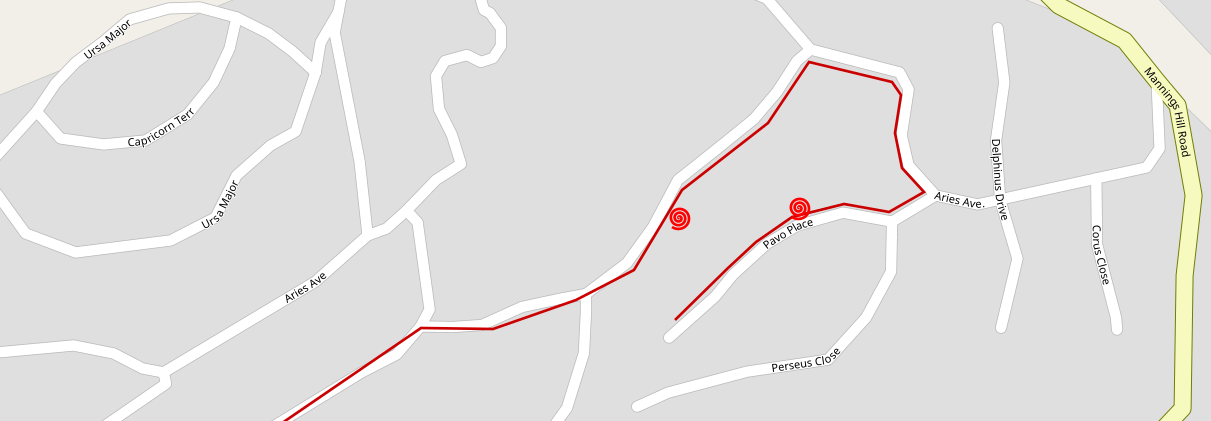 Ursa Major
Capricorn Terr
Ursa Major
Aries Ave
Pavo Place
Perseus Close
Aries Ave.
Delphinus Drive
Corus Close
Mannings Hill Road